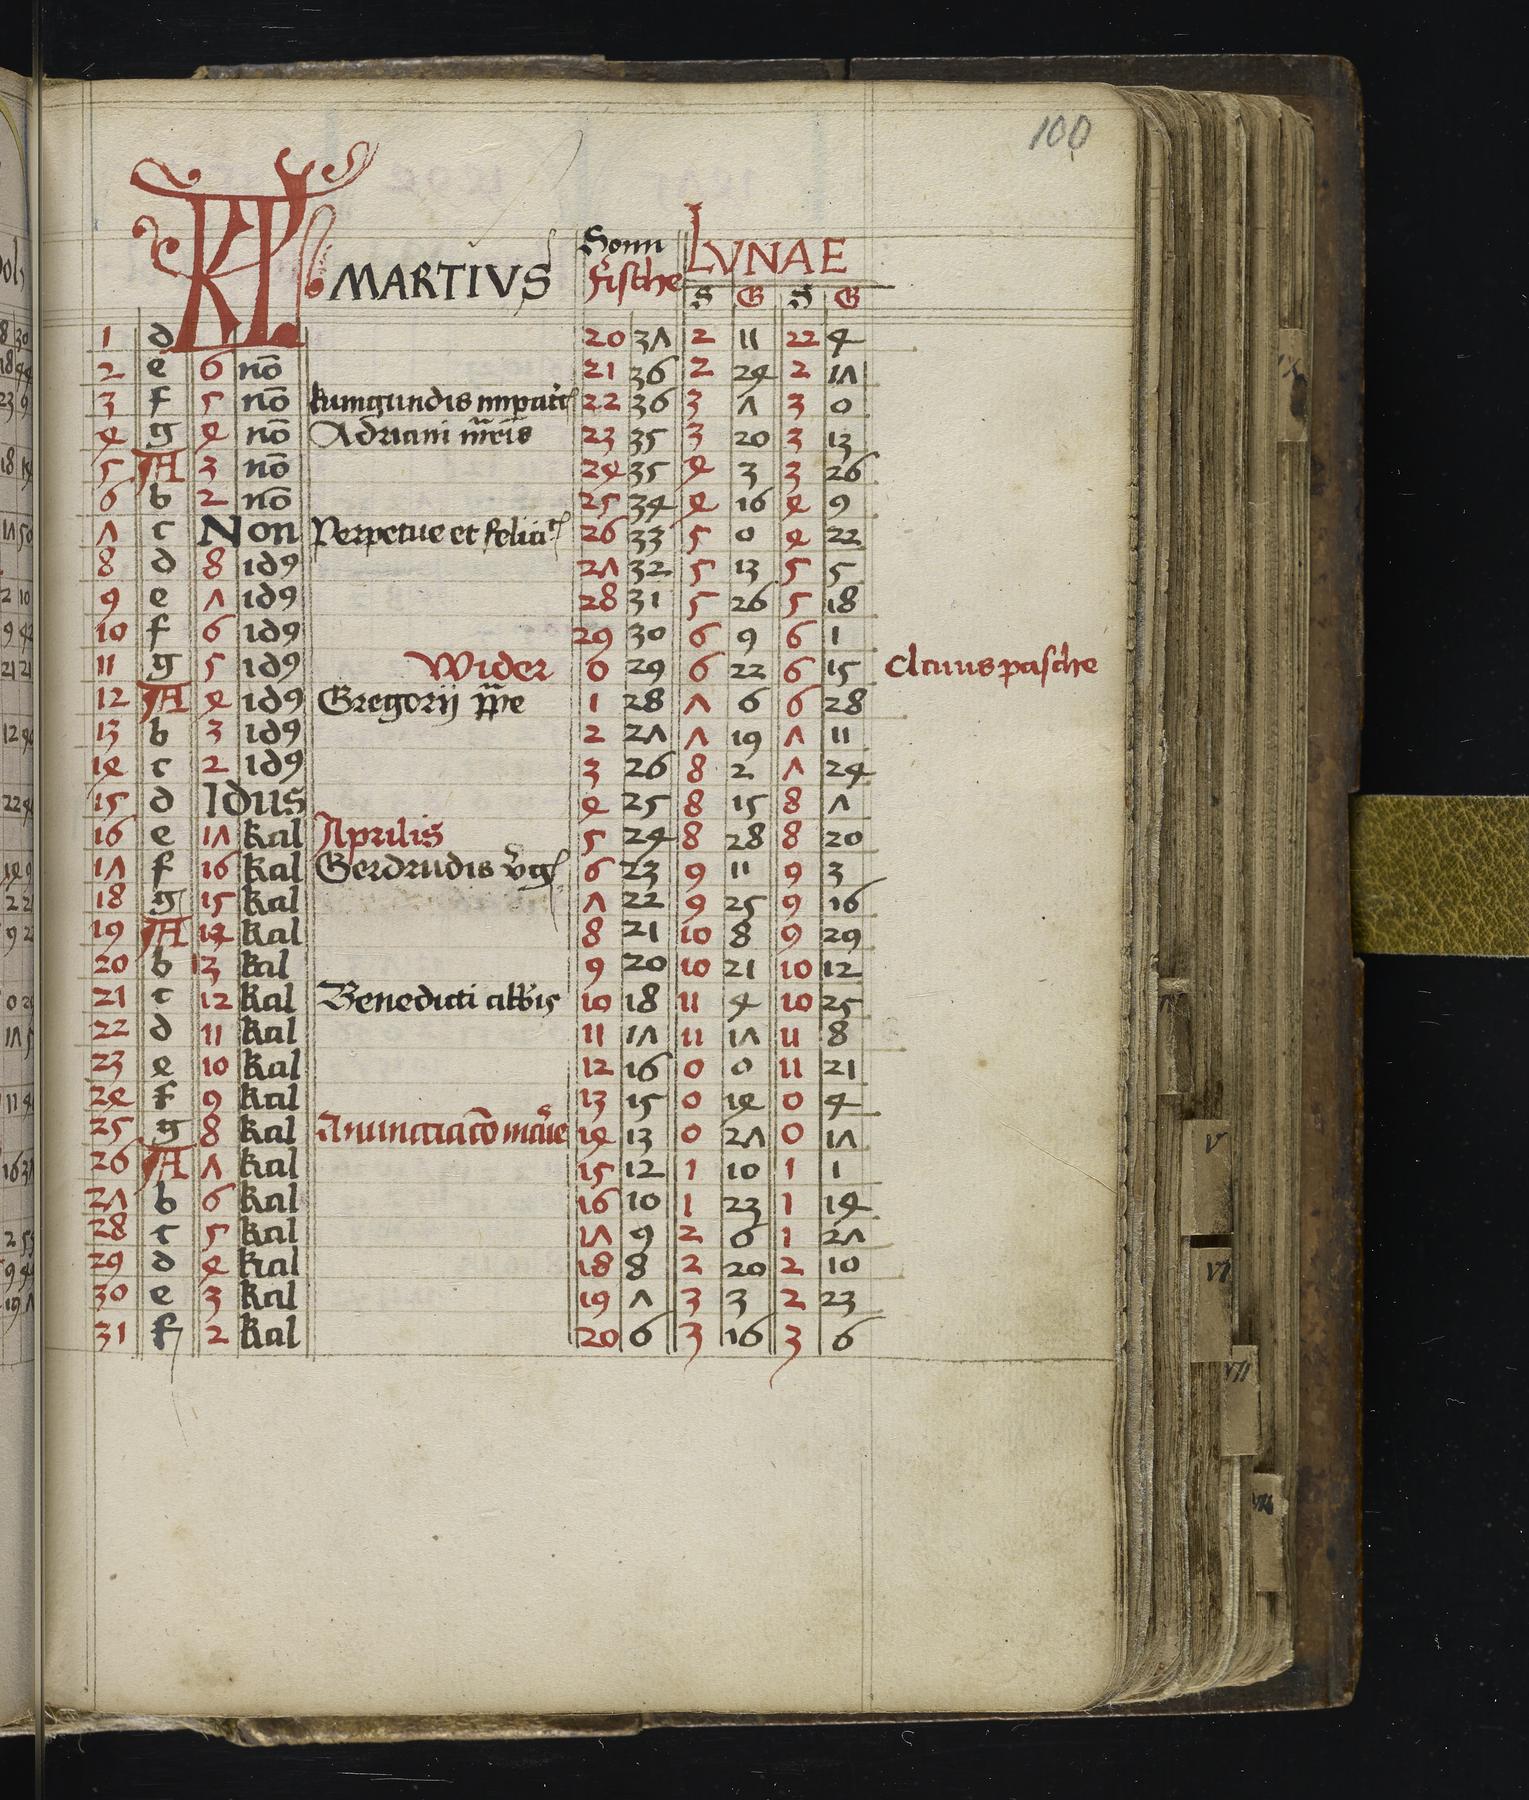 100
KL MARTIVS Sonn Fische LVNAE
S G S G
1 d 20 37 2 11 22 4
2 e 6 nō 21 36 2 24 2 17
3 f 5 nō kunigundis 22 36 3 7 3 0
4 g 4 nō Adriani 23 35 3 20 3 13
5 A 3 nō 24 35 4 3 3 26
6 b 2 nō 25 34 4 16 4 9
7 c Non Perpetue et felici 26 33 5 0 4 22
8 d 8 id9 27 32 5 13 5 5
9 e 7 id9 28 31 5 26 5 18
10 f 6 id9 29 30 6 9 6 1
11 g 5 id9 Wider 0 29 6 22 6 15 Clauis pasche
12 A 4 id9 Gregorij ppe 1 28 7 6 6 28
13 b 3 id9 2 27 7 19 7 11
14 c 2 id9 3 26 8 2 7 24
15 d Idus 4 25 8 15 8 7
16 e 17 kal Aprilis 5 24 8 28 8 20
17 f 16 kal Gerdrudis vg 6 23 9 11 9 3
18 g 15 kal 7 22 9 25 9 16
19 A 14 kal 8 21 10 8 9 29
20 b 13 kal 9 20 10 21 10 12
21 c 12 kal Benedicti abbis 10 18 11 4 10 25
22 d 11 kal 11 17 11 17 11 8
23 e 10 kal 12 16 0 0 11 21
24 f 9 kal 13 15 0 14 0 4
25 g 8 kal Anunctiacō marie 14 13 0 27 0 17
26 A 7 kal 15 12 1 10 1 1
27 b 6 kal 16 10 1 23 1 14
28 c 5 kal 17 9 2 6 1 27
29 d 4 kal 18 8 2 20 2 10
30 e 3 kal 19 7 3 3 2 23
31 f 2 kal 20 6 3 16 3 6
V
VI
VII